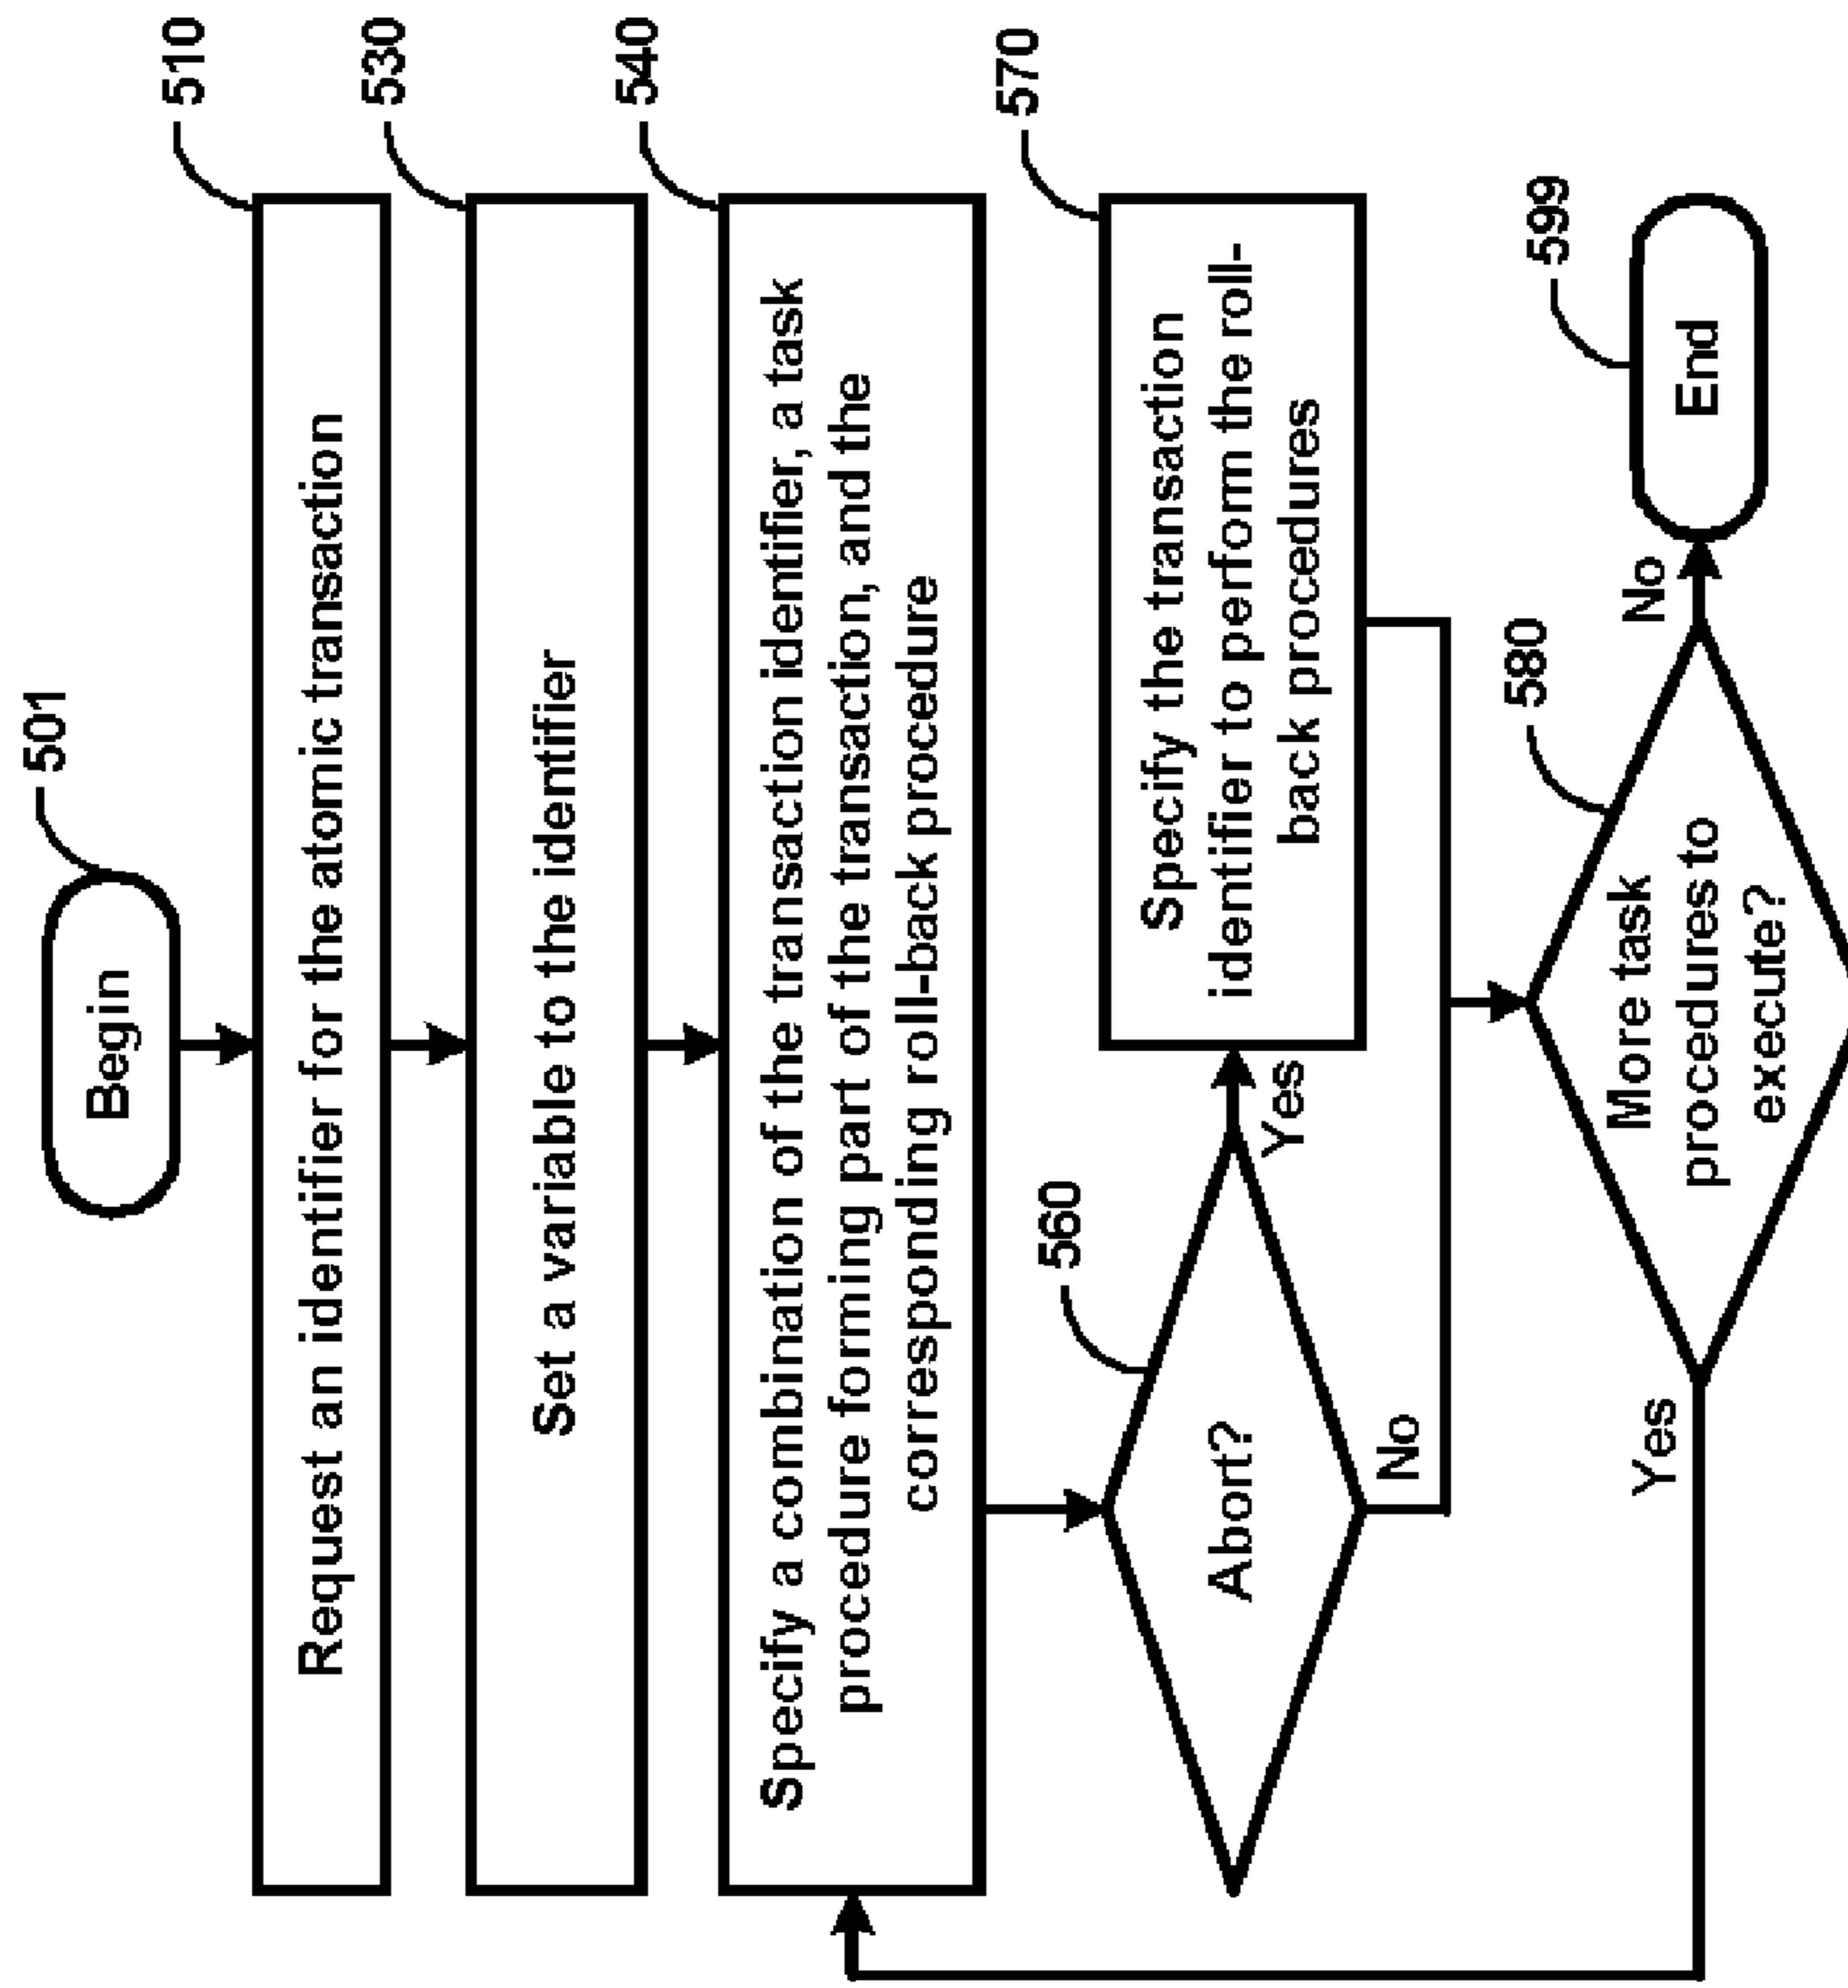 501
Begin
510
Request an identifier for the atomic transaction
530
Set a variable to the identifier
540
Specify a combination of the transaction identifier, a task
procedure forming part of the transaction, and the
corresponding roll-back procedure
560
Abort?
Yes
No
570
Specify the transaction
identifier to perform the roll-
back procedures
580
More task
procedures to
execute?
Yes
No
599
End